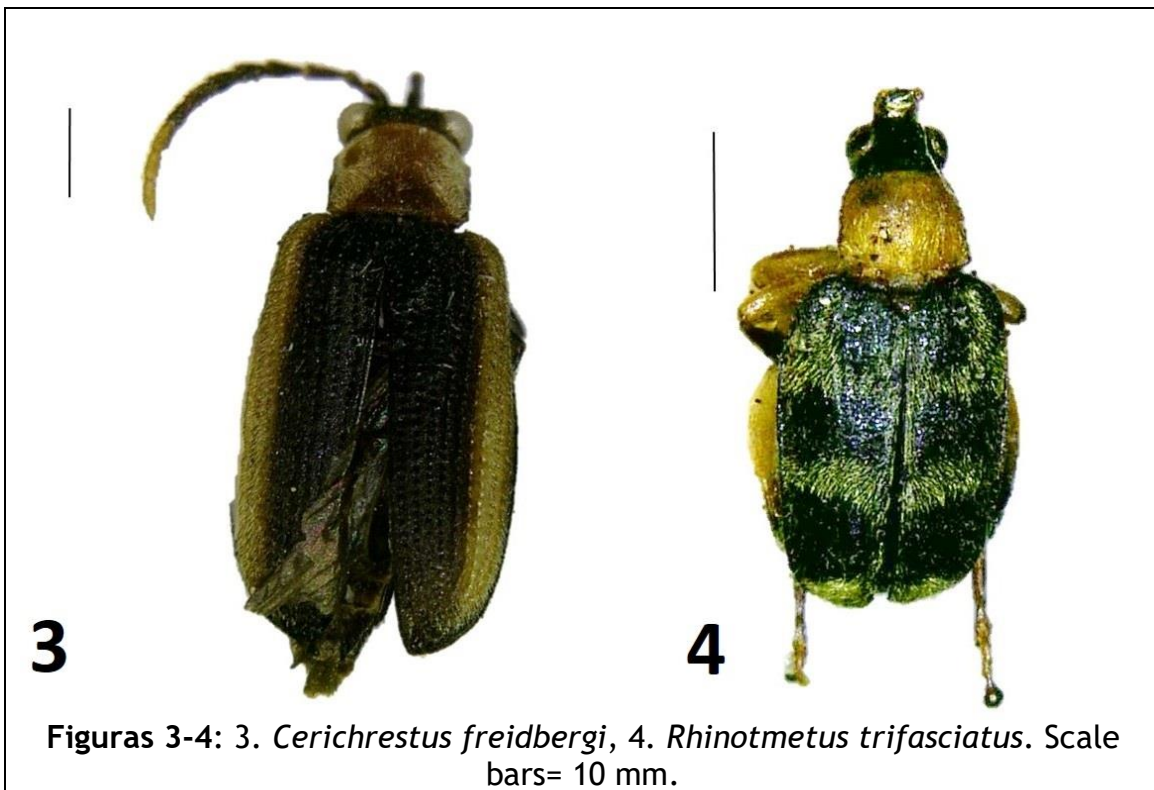 3
4
Figuras 3-4: 3. Cerichrestus freidbergi, 4. Rhinotmetus trifasciatus. Scale
bars= 10 mm.